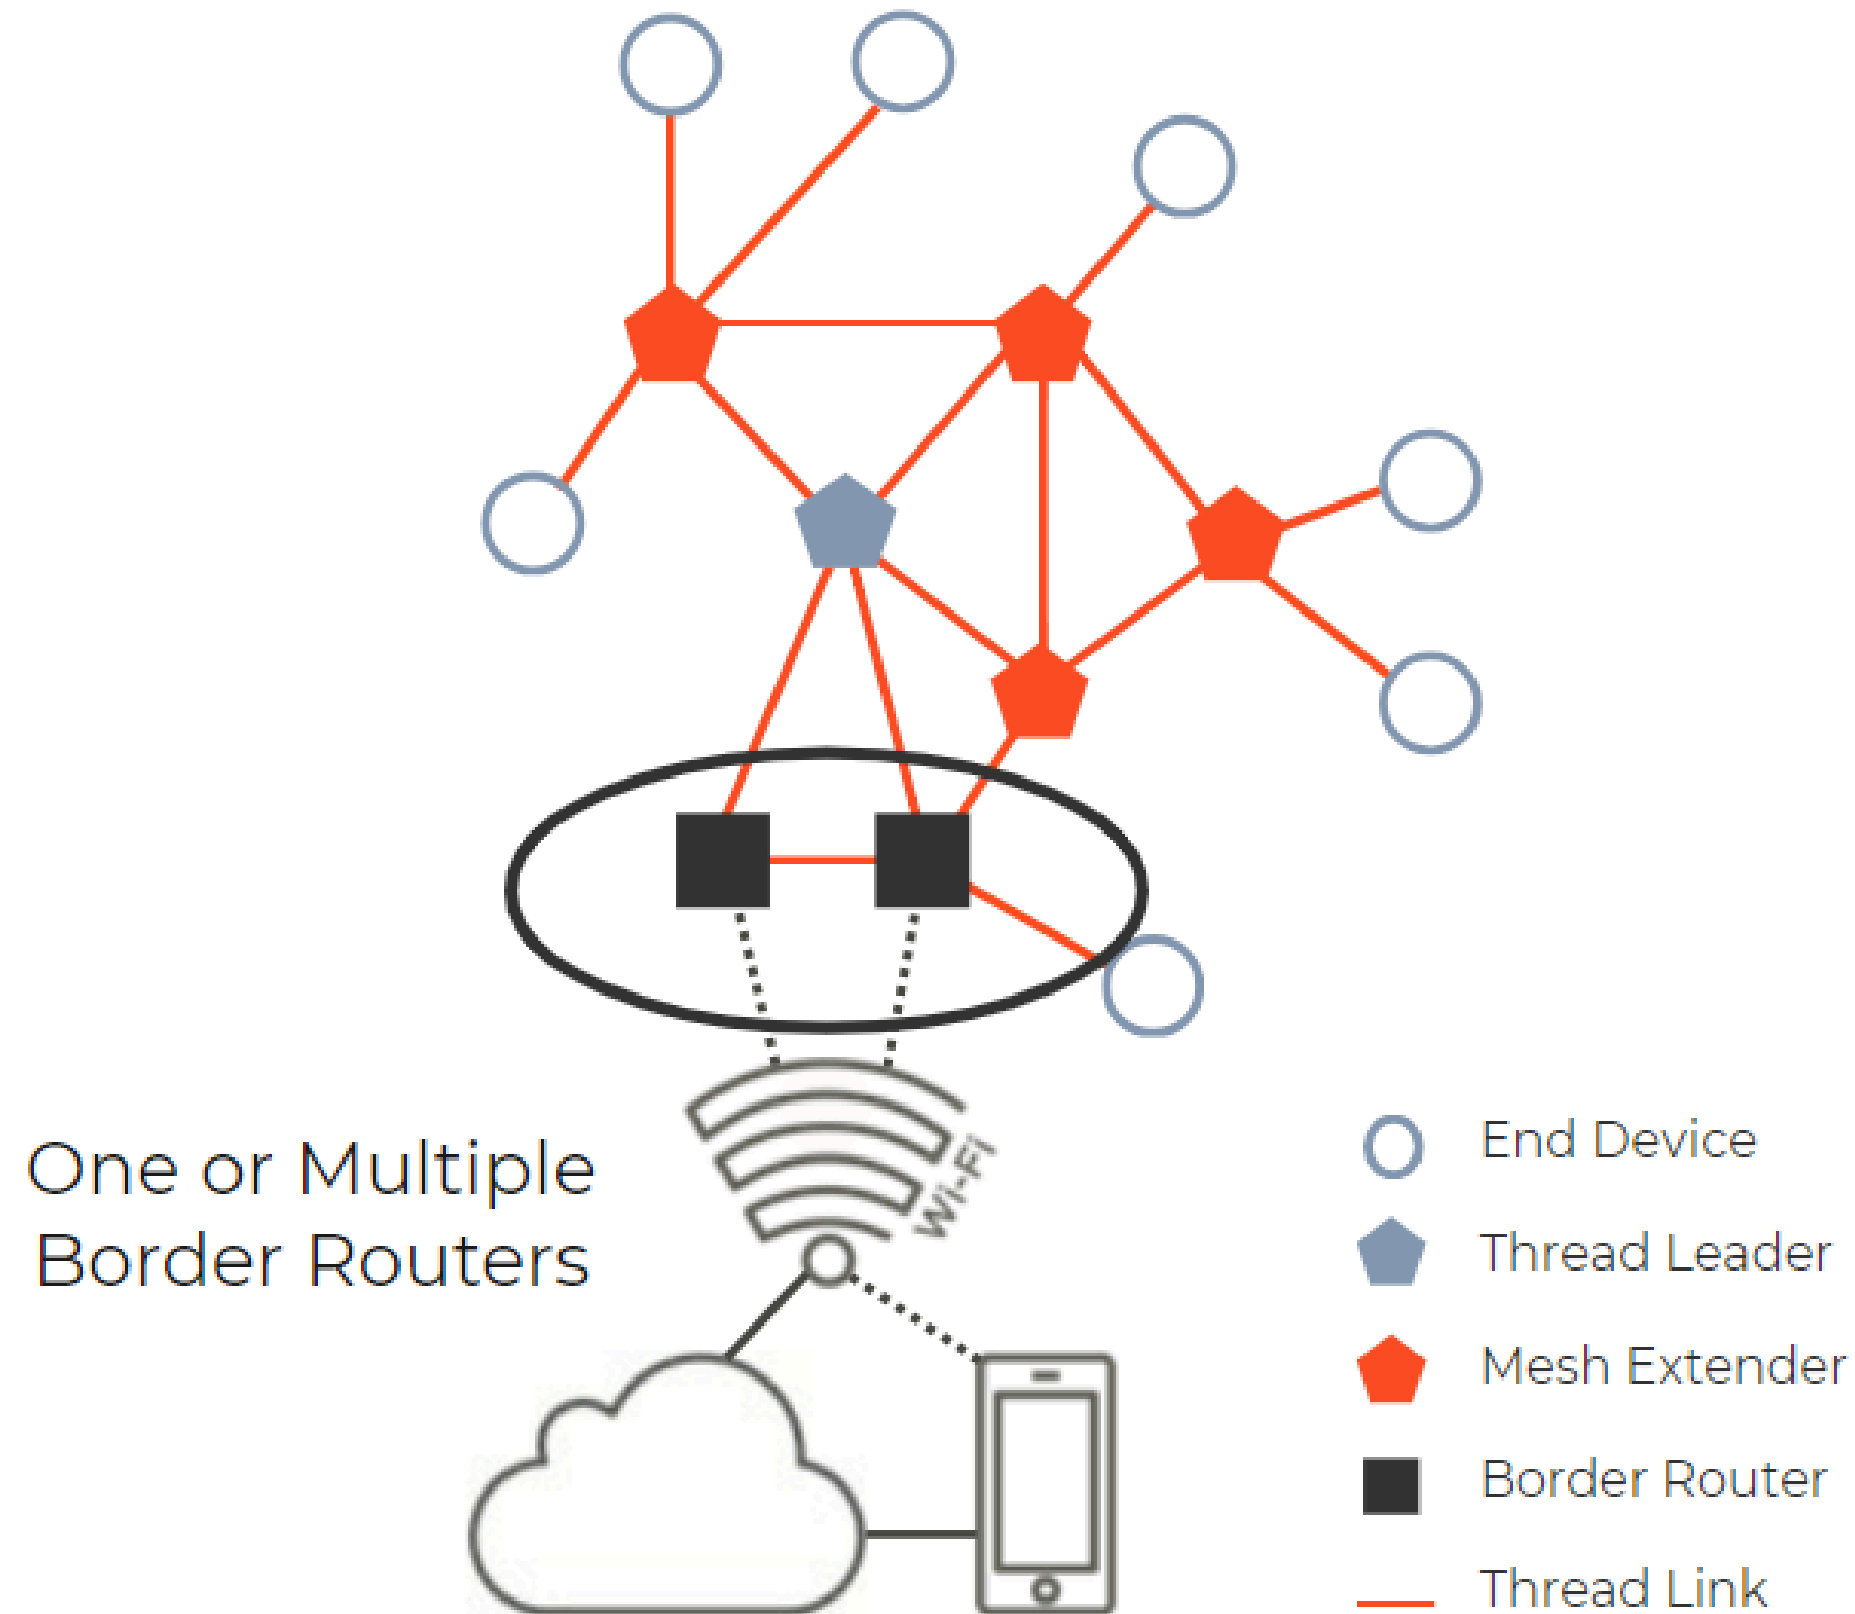 Wi-Fi
One or Multiple
Border Routers
End Device
Thread Leader
Mesh Extender
Border Router
Thread Link